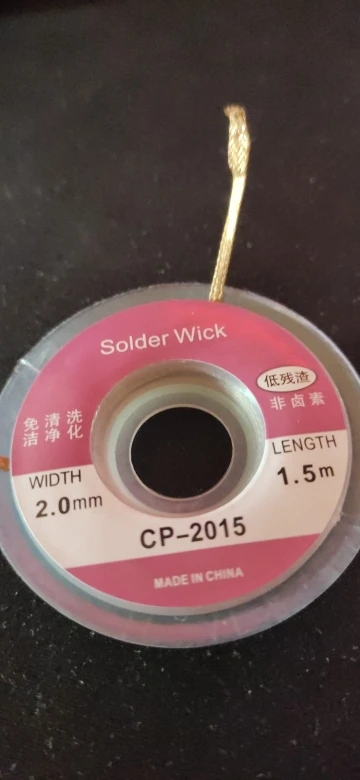 Solder Wick
低残渣
非卤素
免清洗
洁净化
WIDTH
2.0mm
LENGTH
1.5m
CP-2015
MADE IN CHINA